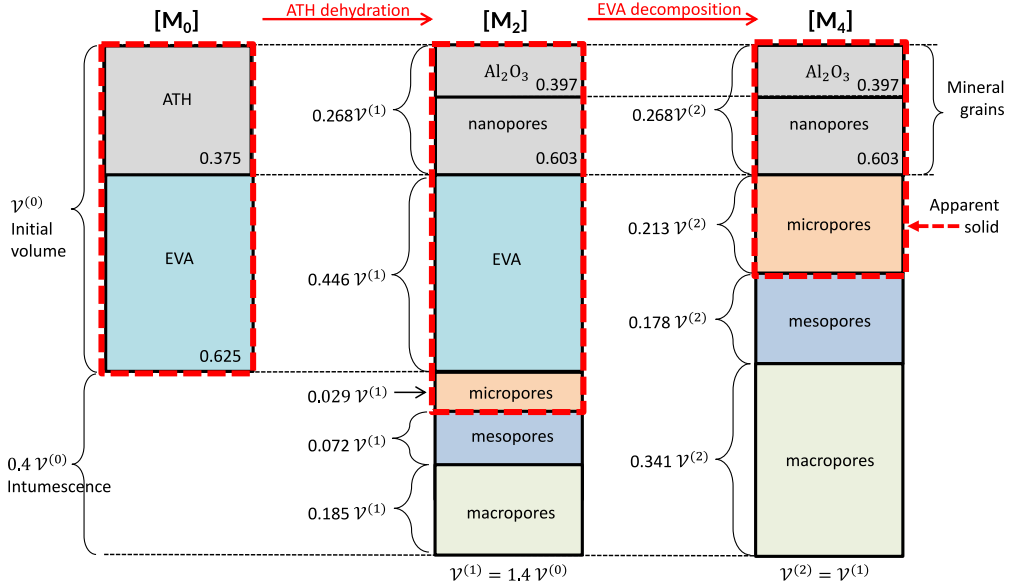 ATH dehydration
EVA decomposition
[M₀]
[M₂]
[M₄]
ATH
0.375
EVA
0.625
𝒱⁽⁰⁾
Initial
volume
0.4 𝒱⁽⁰⁾
Intumescence
Al₂O₃
0.397
nanopores
0.603
EVA
micropores
mesopores
macropores
0.268𝒱⁽¹⁾
0.446 𝒱⁽¹⁾
0.029 𝒱⁽¹⁾
0.072 𝒱⁽¹⁾
0.185 𝒱⁽¹⁾
𝒱⁽¹⁾ = 1.4 𝒱⁽⁰⁾
Al₂O₃
0.397
nanopores
0.603
micropores
mesopores
macropores
0.268𝒱⁽²⁾
0.213 𝒱⁽²⁾
0.178 𝒱⁽²⁾
0.341 𝒱⁽²⁾
𝒱⁽²⁾ = 𝒱⁽¹⁾
Mineral
grains
Apparent
solid